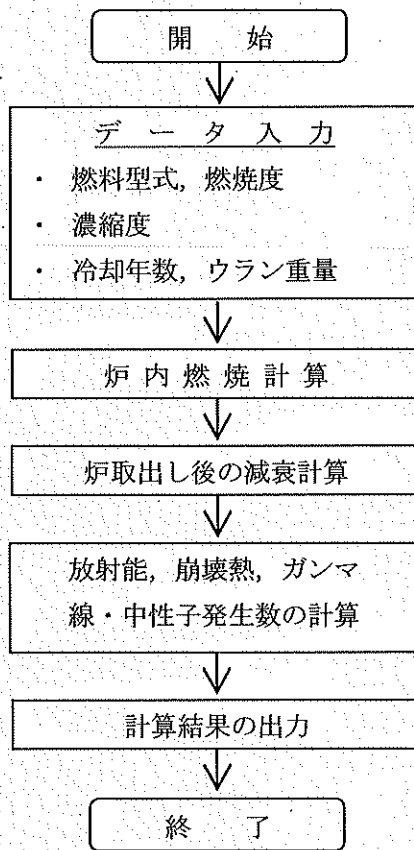 開　始
データ入力
・ 燃料型式, 燃焼度
・ 濃縮度
・ 冷却年数, ウラン重量
炉内燃焼計算
炉取出し後の減衰計算
放射能, 崩壊熱, ガンマ
線・中性子発生数の計算
計算結果の出力
終　了